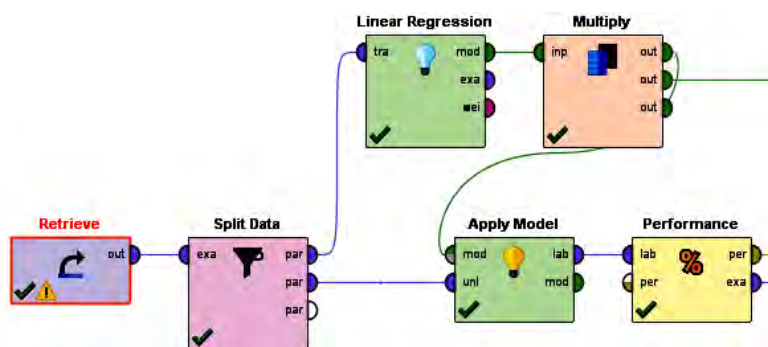 Linear Regression
Multiply
tra
mod
exa
wei
inp
out
out
out
Retrieve
out
Split Data
exa
par
par
par
Apply Model
mod
unl
lab
mod
Performance
lab
per
%
per
exa